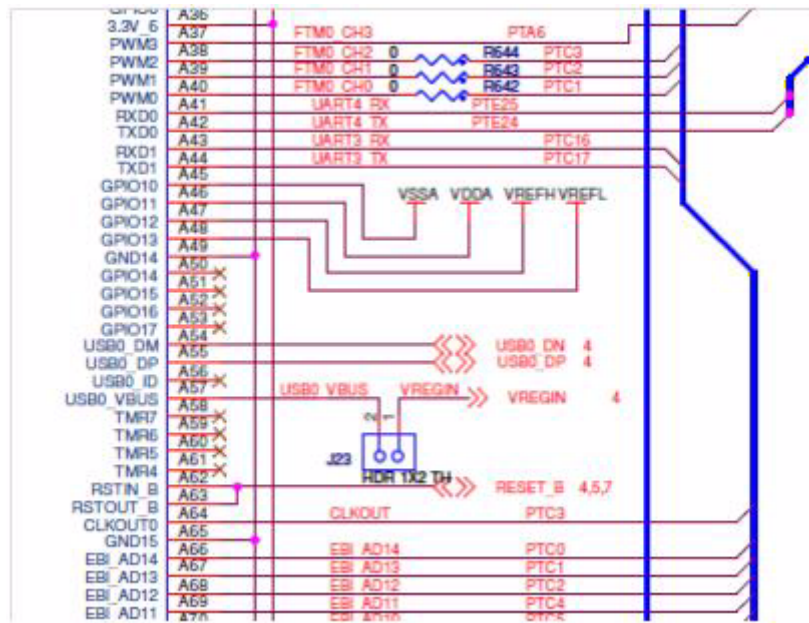 A36
3.3V_6 A37 FTM0_CH3 PTA6
PWM3 A38 FTM0_CH2 0 R644 PTC3
PWM2 A39 FTM0_CH1 0 R643 PTC2
PWM1 A40 FTM0_CH0 0 R642 PTC1
PWM0 A41 UART4_RX PTE25
RXD0 A42 UART4_TX PTE24
TXD0 A43 UART3_RX PTC16
RXD1 A44 UART3_TX PTC17
TXD1 A45
GPIO10 A46 VSSA VDDA VREFH VREFL
GPIO11 A47
GPIO12 A48
GPIO13 A49
GND14 A50
GPIO14 A51
GPIO15 A52
GPIO16 A53
GPIO17 A54
USB0_DM A55 USB0_DN 4
USB0_DP A56 USB0_DP 4
USB0_ID A57 USB0_VBUS VREGIN
USB0_VBUS A58 VREGIN 4
TMR7 A59 2 1
TMR6 A60
TMR5 A61 J23
TMR4 A62 HDR 1X2 TH
RSTIN_B A63 RESET_B 4,5,7
RSTOUT_B A64 CLKOUT PTC3
CLKOUT0 A65
GND15 A66 EBI_AD14 PTC0
EBI_AD14 A67 EBI_AD13 PTC1
EBI_AD13 A68 EBI_AD12 PTC2
EBI_AD12 A69 EBI_AD11 PTC4
EBI_AD11